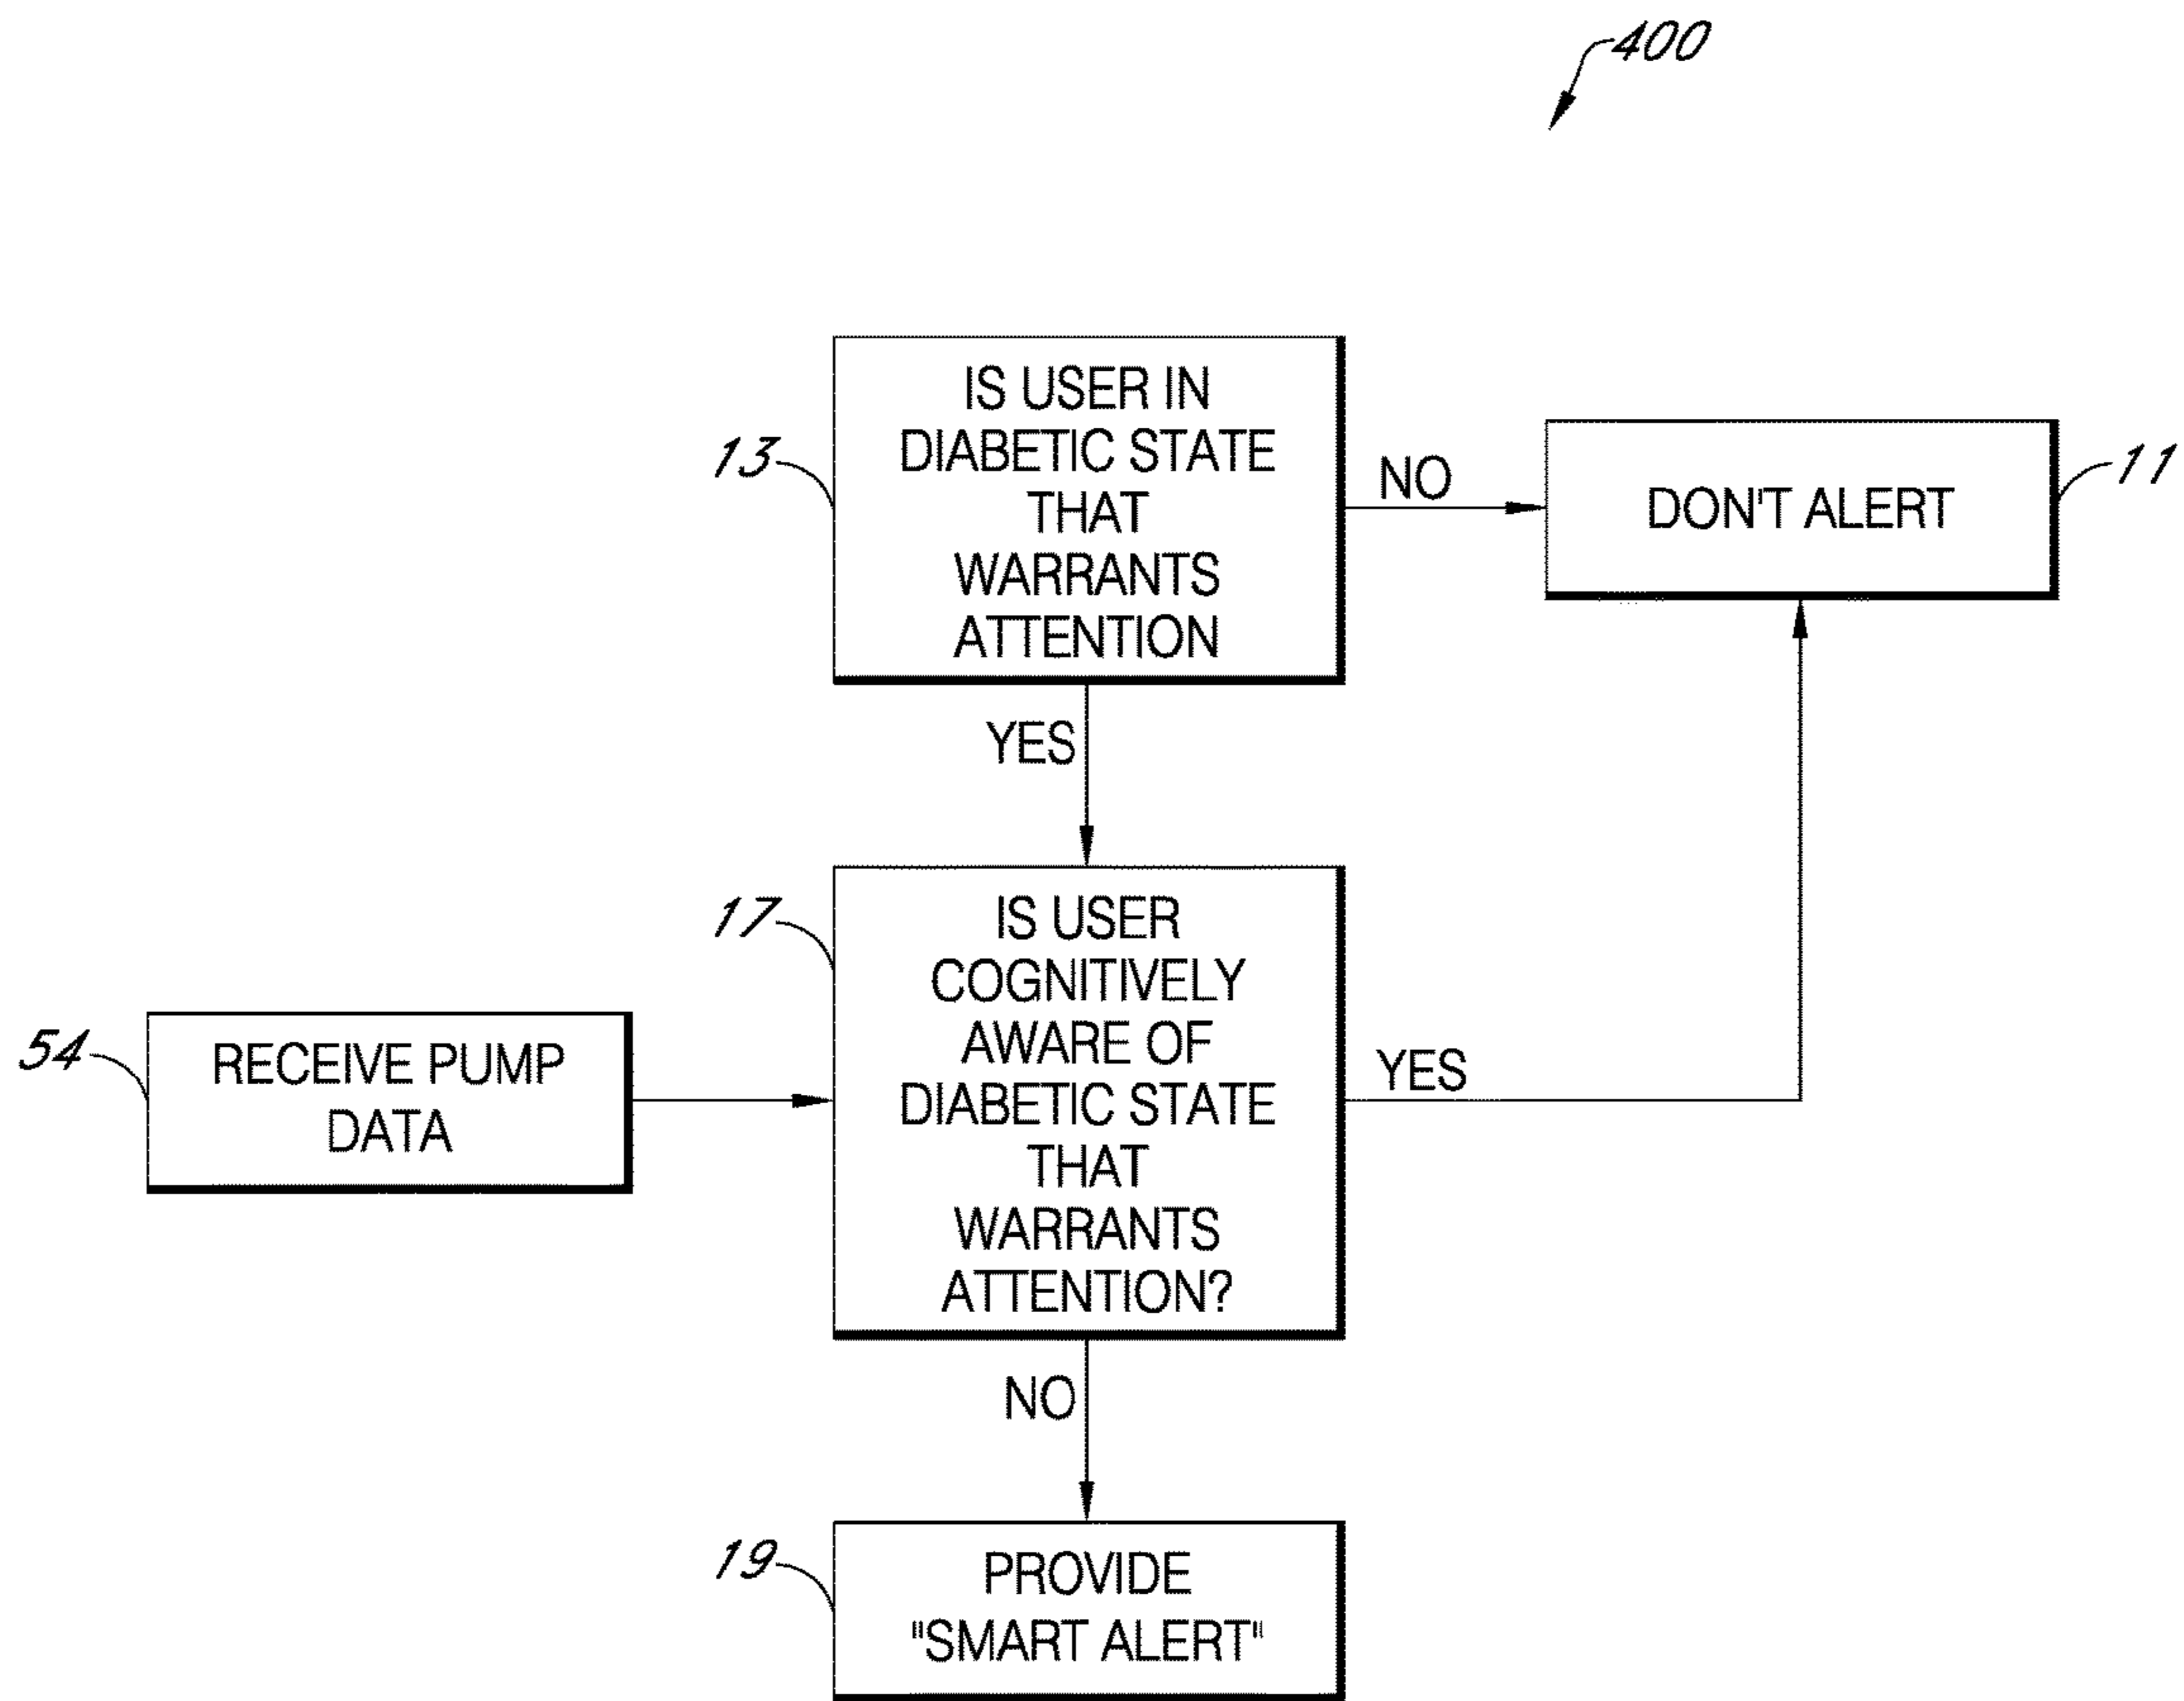 400
13
IS USER IN
DIABETIC STATE
THAT
WARRANTS
ATTENTION
NO
DON'T ALERT
11
YES
17
IS USER
COGNITIVELY
AWARE OF
DIABETIC STATE
THAT
WARRANTS
ATTENTION?
YES
54
RECEIVE PUMP
DATA
NO
19
PROVIDE
"SMART ALERT"